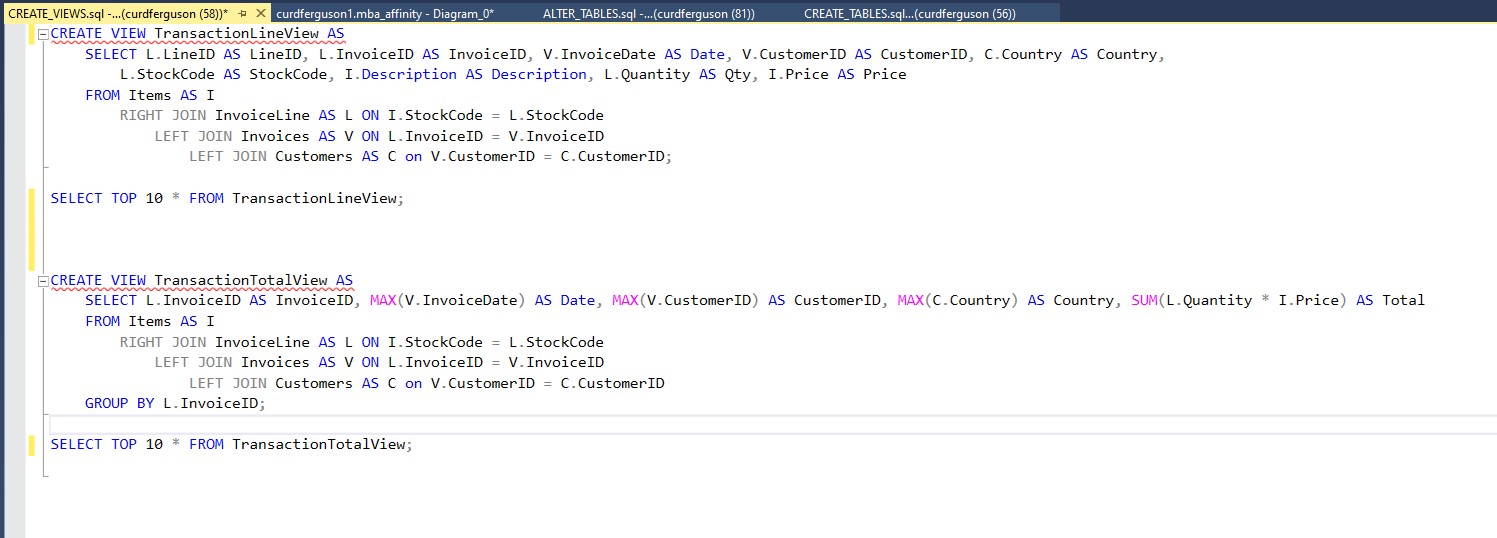 CREATE_VIEWS.sql -...(curdferguson (58))* curdferguson1.mba_affinity - Diagram_0* ALTER_TABLES.sql -...(curdferguson (81)) CREATE_TABLES.sql...(curdferguson (56))
CREATE VIEW TransactionLineView AS
SELECT L.LineID AS LineID, L.InvoiceID AS InvoiceID, V.InvoiceDate AS Date, V.CustomerID AS CustomerID, C.Country AS Country,
L.StockCode AS StockCode, I.Description AS Description, L.Quantity AS Qty, I.Price AS Price
FROM Items AS I
RIGHT JOIN InvoiceLine AS L ON I.StockCode = L.StockCode
LEFT JOIN Invoices AS V ON L.InvoiceID = V.InvoiceID
LEFT JOIN Customers AS C on V.CustomerID = C.CustomerID;
SELECT TOP 10 * FROM TransactionLineView;
CREATE VIEW TransactionTotalView AS
SELECT L.InvoiceID AS InvoiceID, MAX(V.InvoiceDate) AS Date, MAX(V.CustomerID) AS CustomerID, MAX(C.Country) AS Country, SUM(L.Quantity * I.Price) AS Total
FROM Items AS I
RIGHT JOIN InvoiceLine AS L ON I.StockCode = L.StockCode
LEFT JOIN Invoices AS V ON L.InvoiceID = V.InvoiceID
LEFT JOIN Customers AS C on V.CustomerID = C.CustomerID
GROUP BY L.InvoiceID;
SELECT TOP 10 * FROM TransactionTotalView;